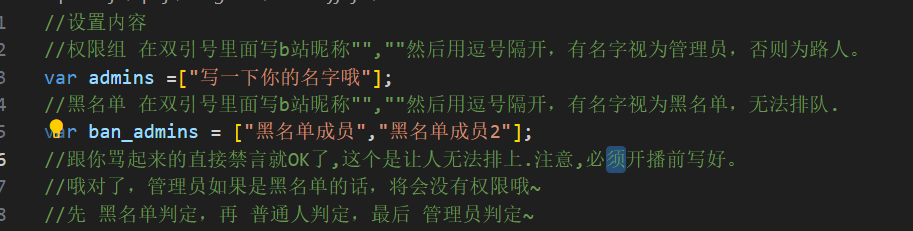 1 //设置内容
2 //权限组 在双引号里面写b站昵称"",""然后用逗号隔开，有名字视为管理员，否则为路人。
3 var admins =["写一下你的名字哦"];
4 //黑名单 在双引号里面写b站昵称"",""然后用逗号隔开，有名字视为黑名单，无法排队.
5 var ban_admins = ["黑名单成员","黑名单成员2"];
6 //跟你骂起来的直接禁言就OK了,这个是让人无法排上.注意,必须开播前写好。
7 //哦对了，管理员如果是黑名单的话，将会没有权限哦~
8 //先 黑名单判定，再 普通人判定，最后 管理员判定~